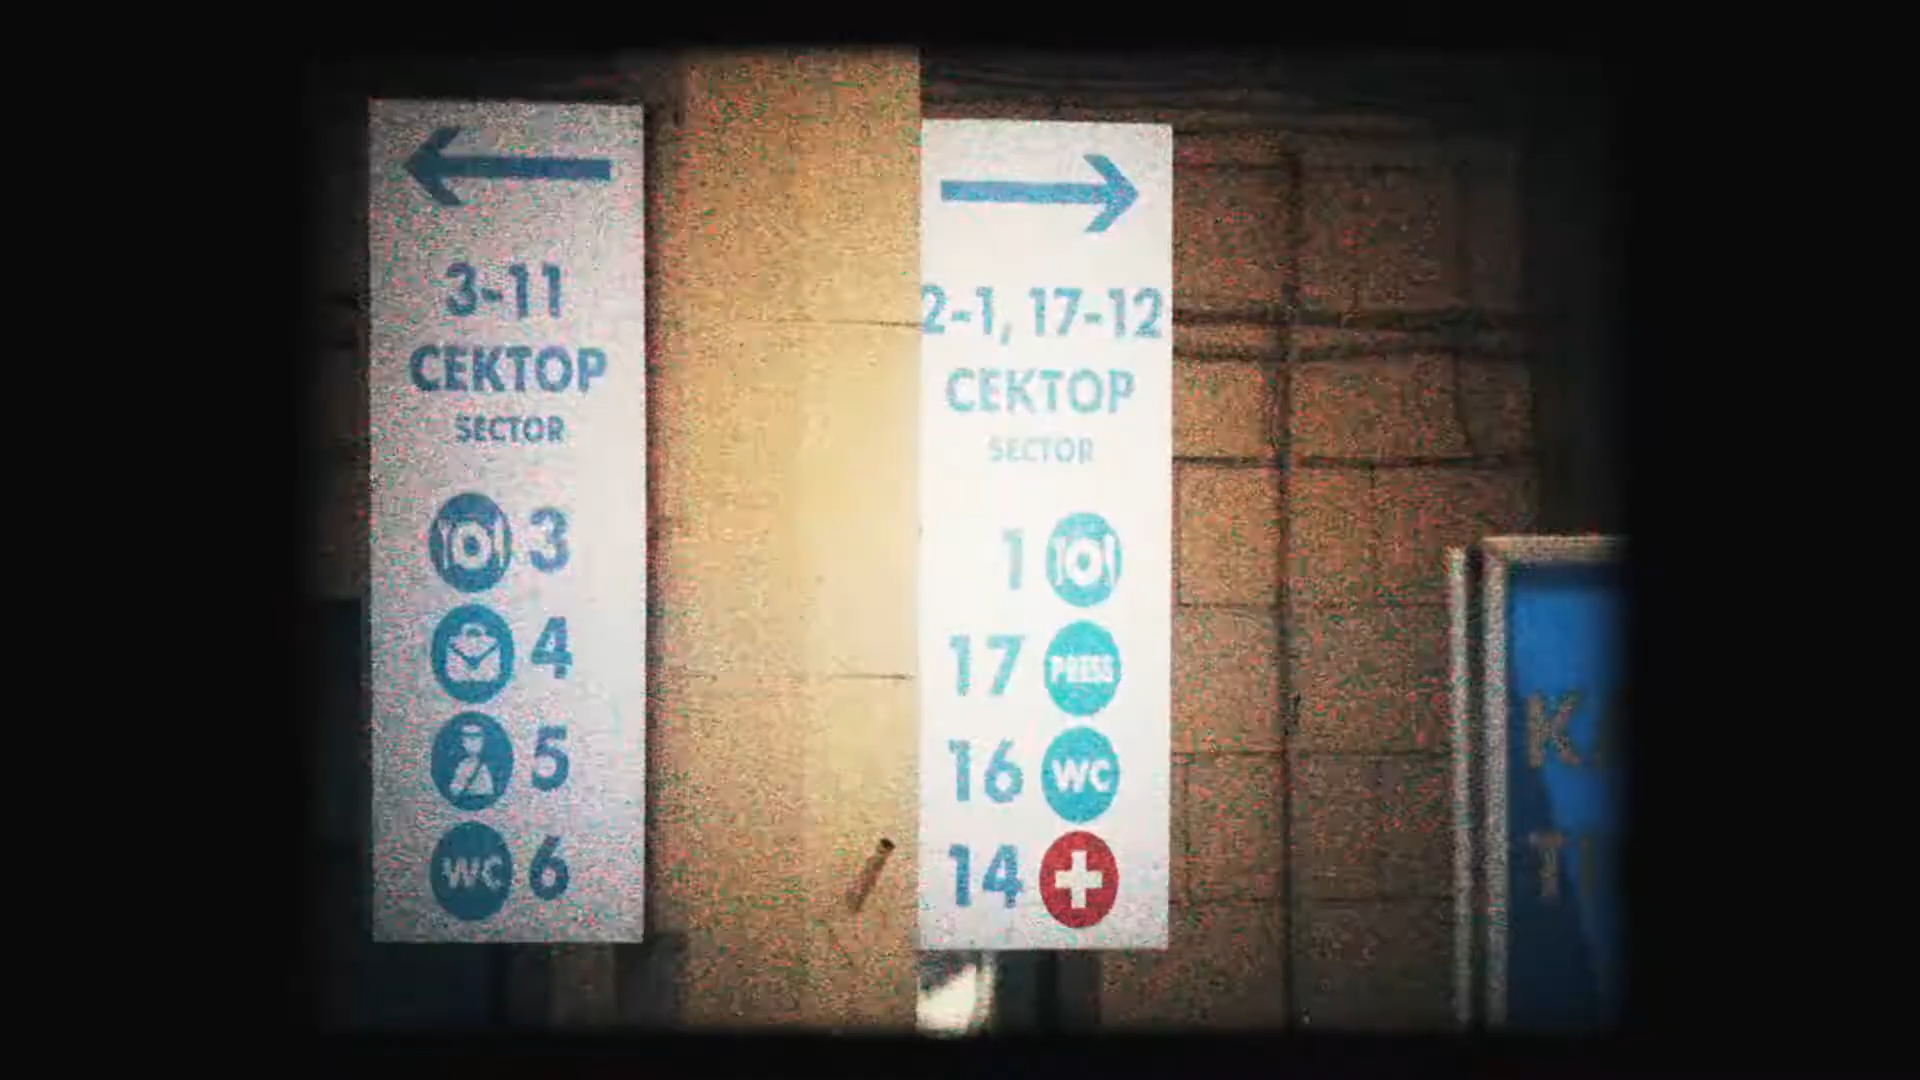 3-11
СЕКТОР
SECTOR
3
4
5
WC 6
2-1, 17-12
СЕКТОР
SECTOR
1
17 PRESS
16 WC
14